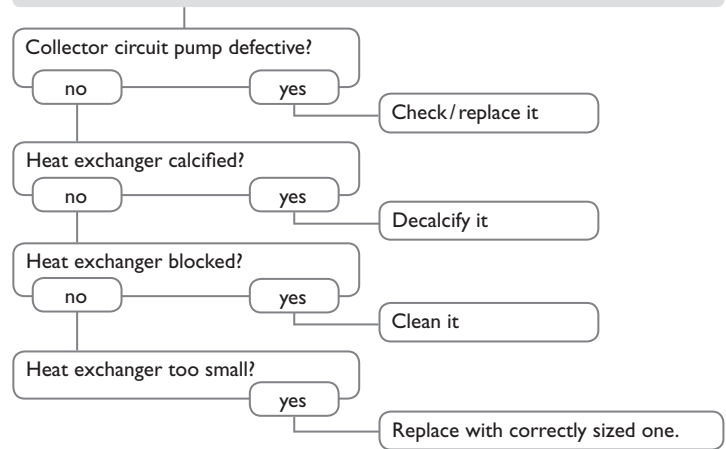 Collector circuit pump defective?
no
yes
Check/replace it
Heat exchanger calcified?
no
yes
Decalcify it
Heat exchanger blocked?
no
yes
Clean it
Heat exchanger too small?
yes
Replace with correctly sized one.